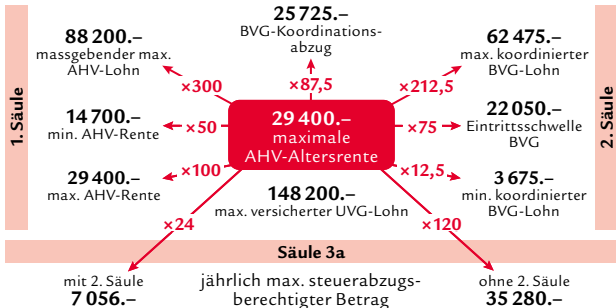 25 725.–
BVG-Koordinations-
abzug
88 200.–
massgebender max.
AHV-Lohn
62 475.–
max. koordinierter
BVG-Lohn
×300
×87,5
×212,5
1. Säule
2. Säule
14 700.–
min. AHV-Rente
×50
29 400.–
maximale
AHV-Altersrente
×75
22 050.–
Eintrittsschwelle
BVG
×100
×12,5
29 400.–
max. AHV-Rente
3 675.–
min. koordinierter
BVG-Lohn
148 200.–
max. versicherter UVG-Lohn
×24
×120
Säule 3a
mit 2. Säule
7 056.–
jährlich max. steuerabzugs-
berechtigter Betrag
ohne 2. Säule
35 280.–